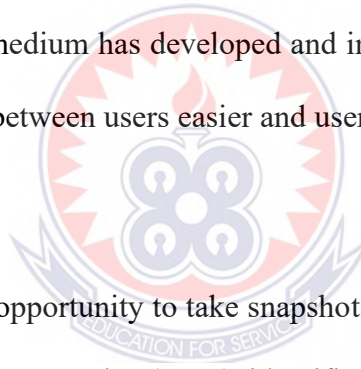 medium has developed and in
between users easier and user
opportunity to take snapshot
EDUCATION FOR SERVICE